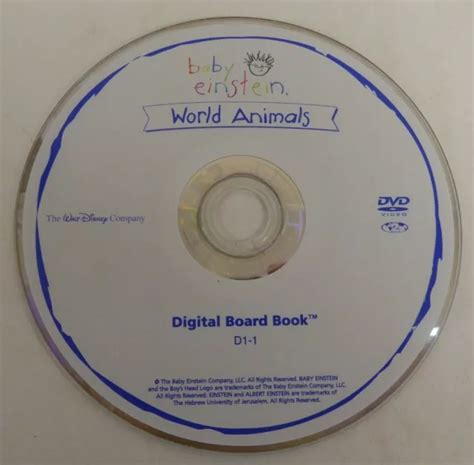 baby
einstein.
World Animals
The Walt Disney Company
DVD
VIDEO
Digital Board Book™
D1-1
© The Baby Einstein Company, LLC. All Rights Reserved. BABY EINSTEIN
and the Boy's Head Logo are trademarks of The Baby Einstein Company, LLC.
All Rights Reserved. EINSTEIN and ALBERT EINSTEIN are trademarks of
The Hebrew University of Jerusalem. All Rights Reserved.